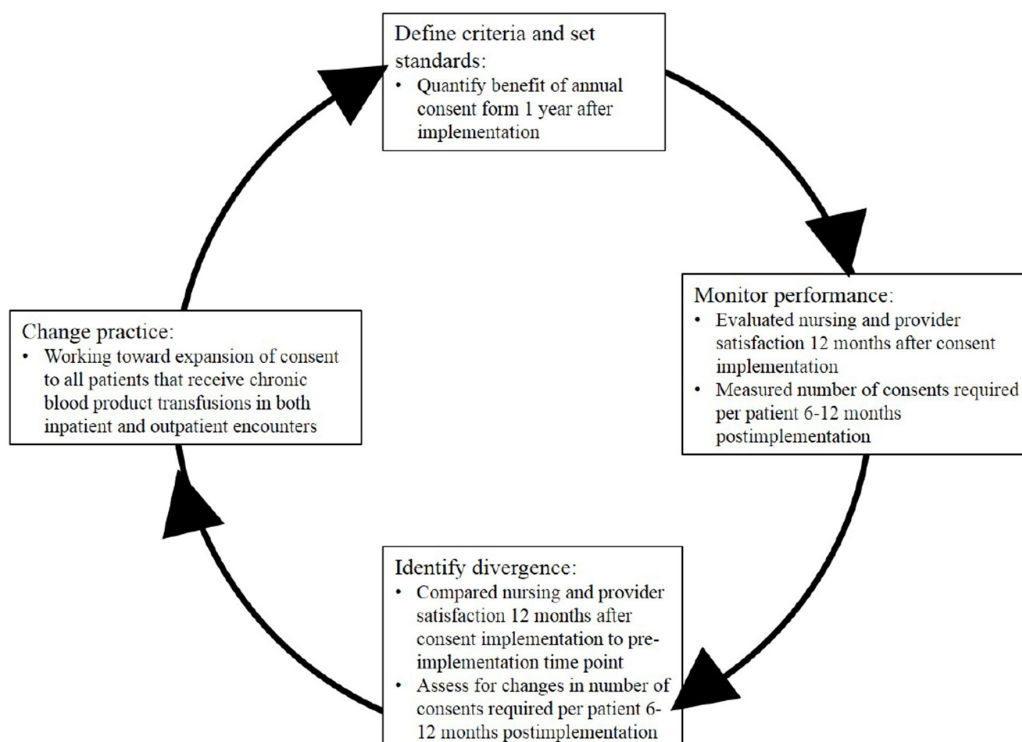 Define criteria and set
standards:
• Quantify benefit of annual
consent form 1 year after
implementation
Monitor performance:
• Evaluated nursing and provider
satisfaction 12 months after consent
implementation
• Measured number of consents required
per patient 6-12 months
postimplementation
Identify divergence:
• Compared nursing and provider
satisfaction 12 months after
consent implementation to pre-
implementation time point
• Assess for changes in number of
consents required per patient 6-
12 months postimplementation
Change practice:
• Working toward expansion of consent
to all patients that receive chronic
blood product transfusions in both
inpatient and outpatient encounters